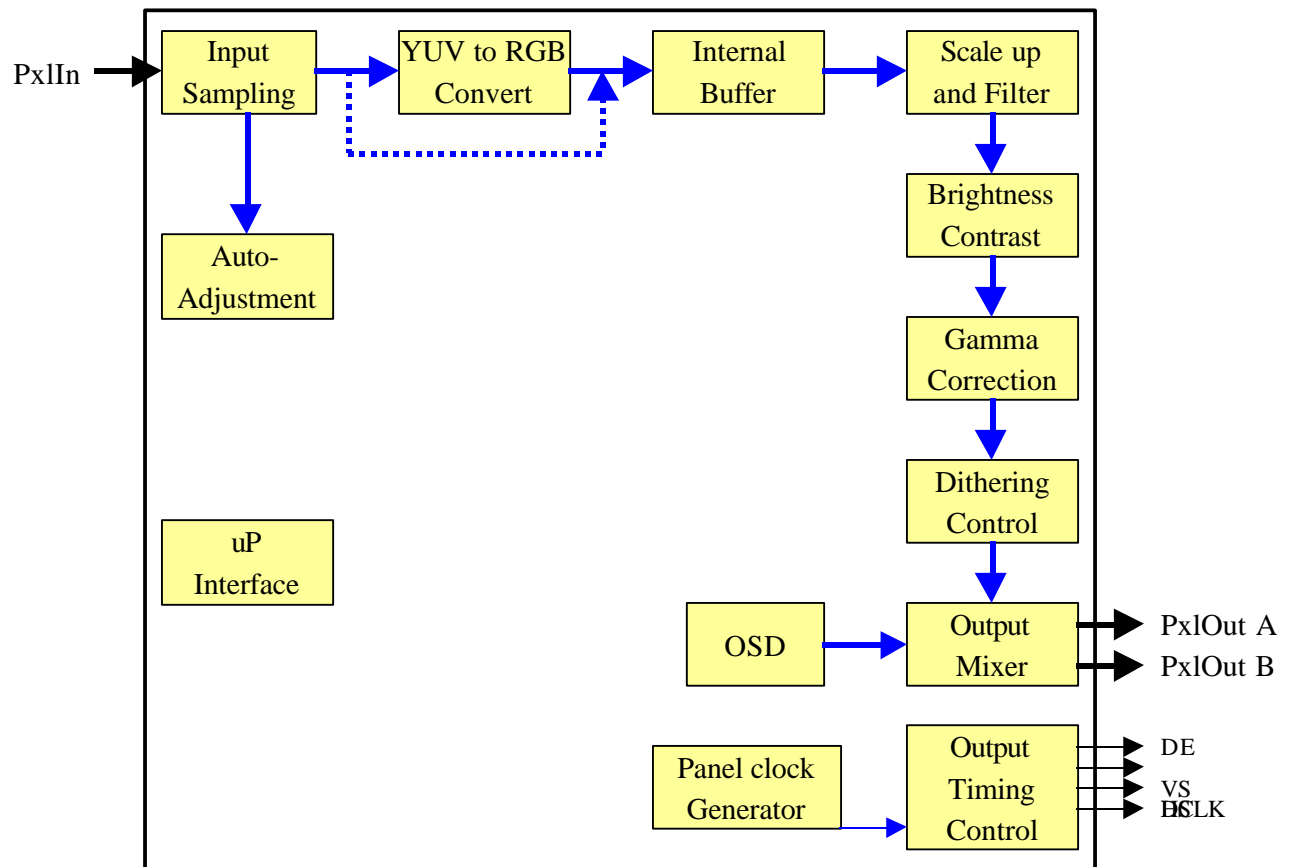 PxlIn
Input
Sampling
YUV to RGB
Convert
Internal
Buffer
Scale up
and Filter
Brightness
Contrast
Auto-
Adjustment
Gamma
Correction
Dithering
Control
uP
Interface
OSD
Output
Mixer
PxlOut A
PxlOut B
Panel clock
Generator
Output
Timing
Control
DE
VS